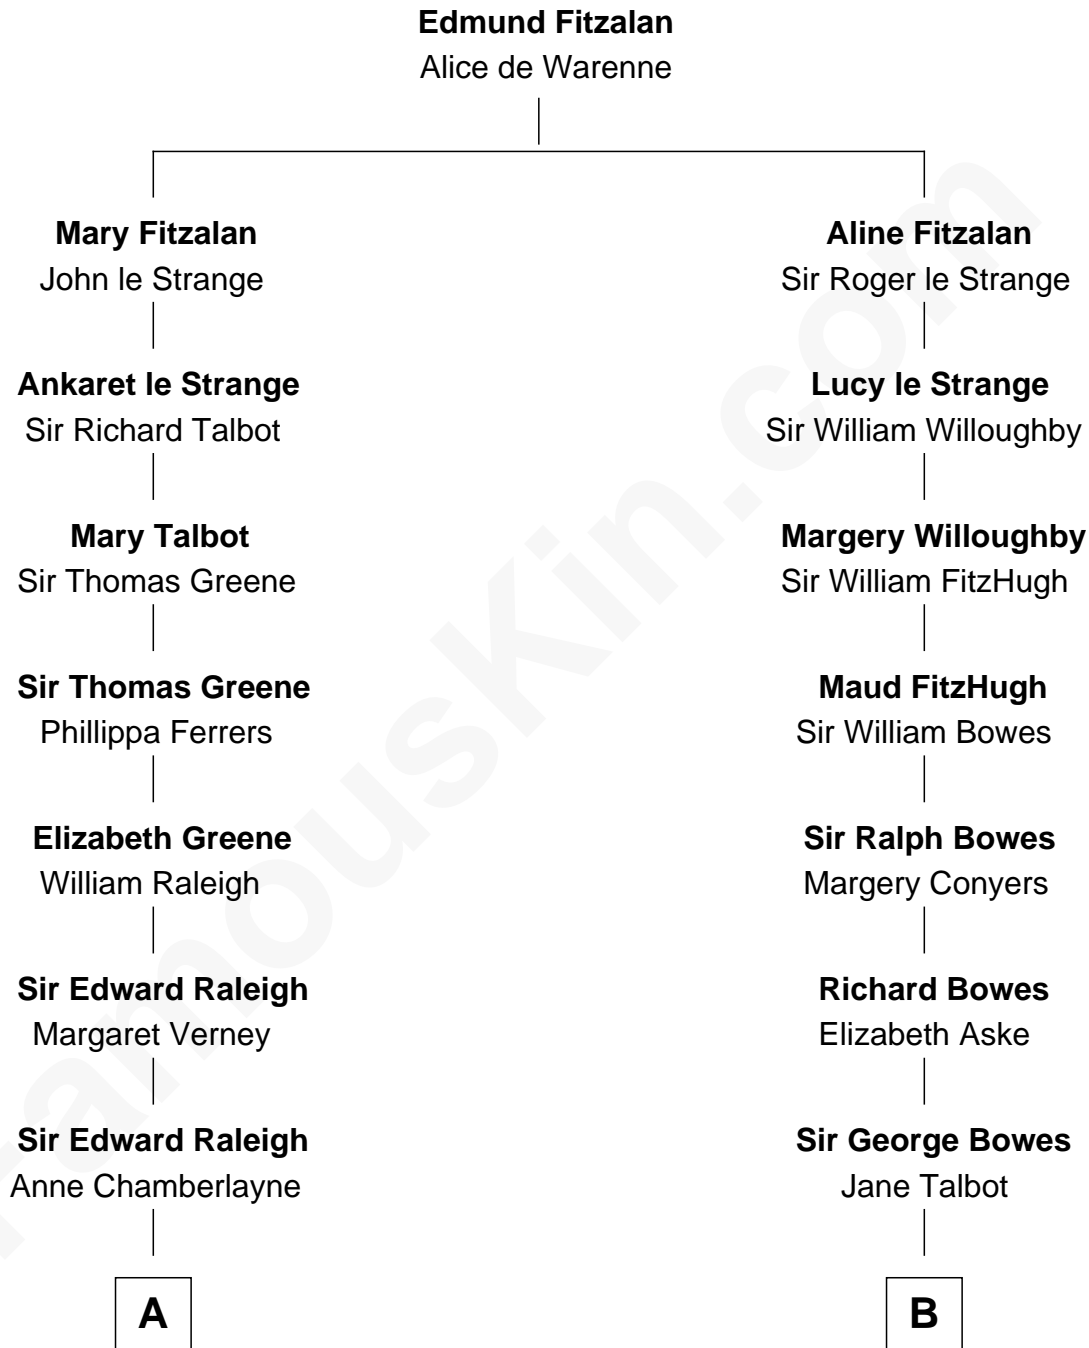 Edmund Fitzalan
Alice de Warenne
Mary Fitzalan
John le Strange
Aline Fitzalan
Sir Roger le Strange
Ankaret le Strange
Sir Richard Talbot
Lucy le Strange
Sir William Willoughby
Mary Talbot
Sir Thomas Greene
Margery Willoughby
Sir William FitzHugh
Sir Thomas Greene
Phillippa Ferrers
Maud FitzHugh
Sir William Bowes
Elizabeth Greene
William Raleigh
Sir Ralph Bowes
Margery Conyers
Sir Edward Raleigh
Margaret Verney
Richard Bowes
Elizabeth Aske
Sir Edward Raleigh
Anne Chamberlayne
Sir George Bowes
Jane Talbot
A
B
FamousKin.com